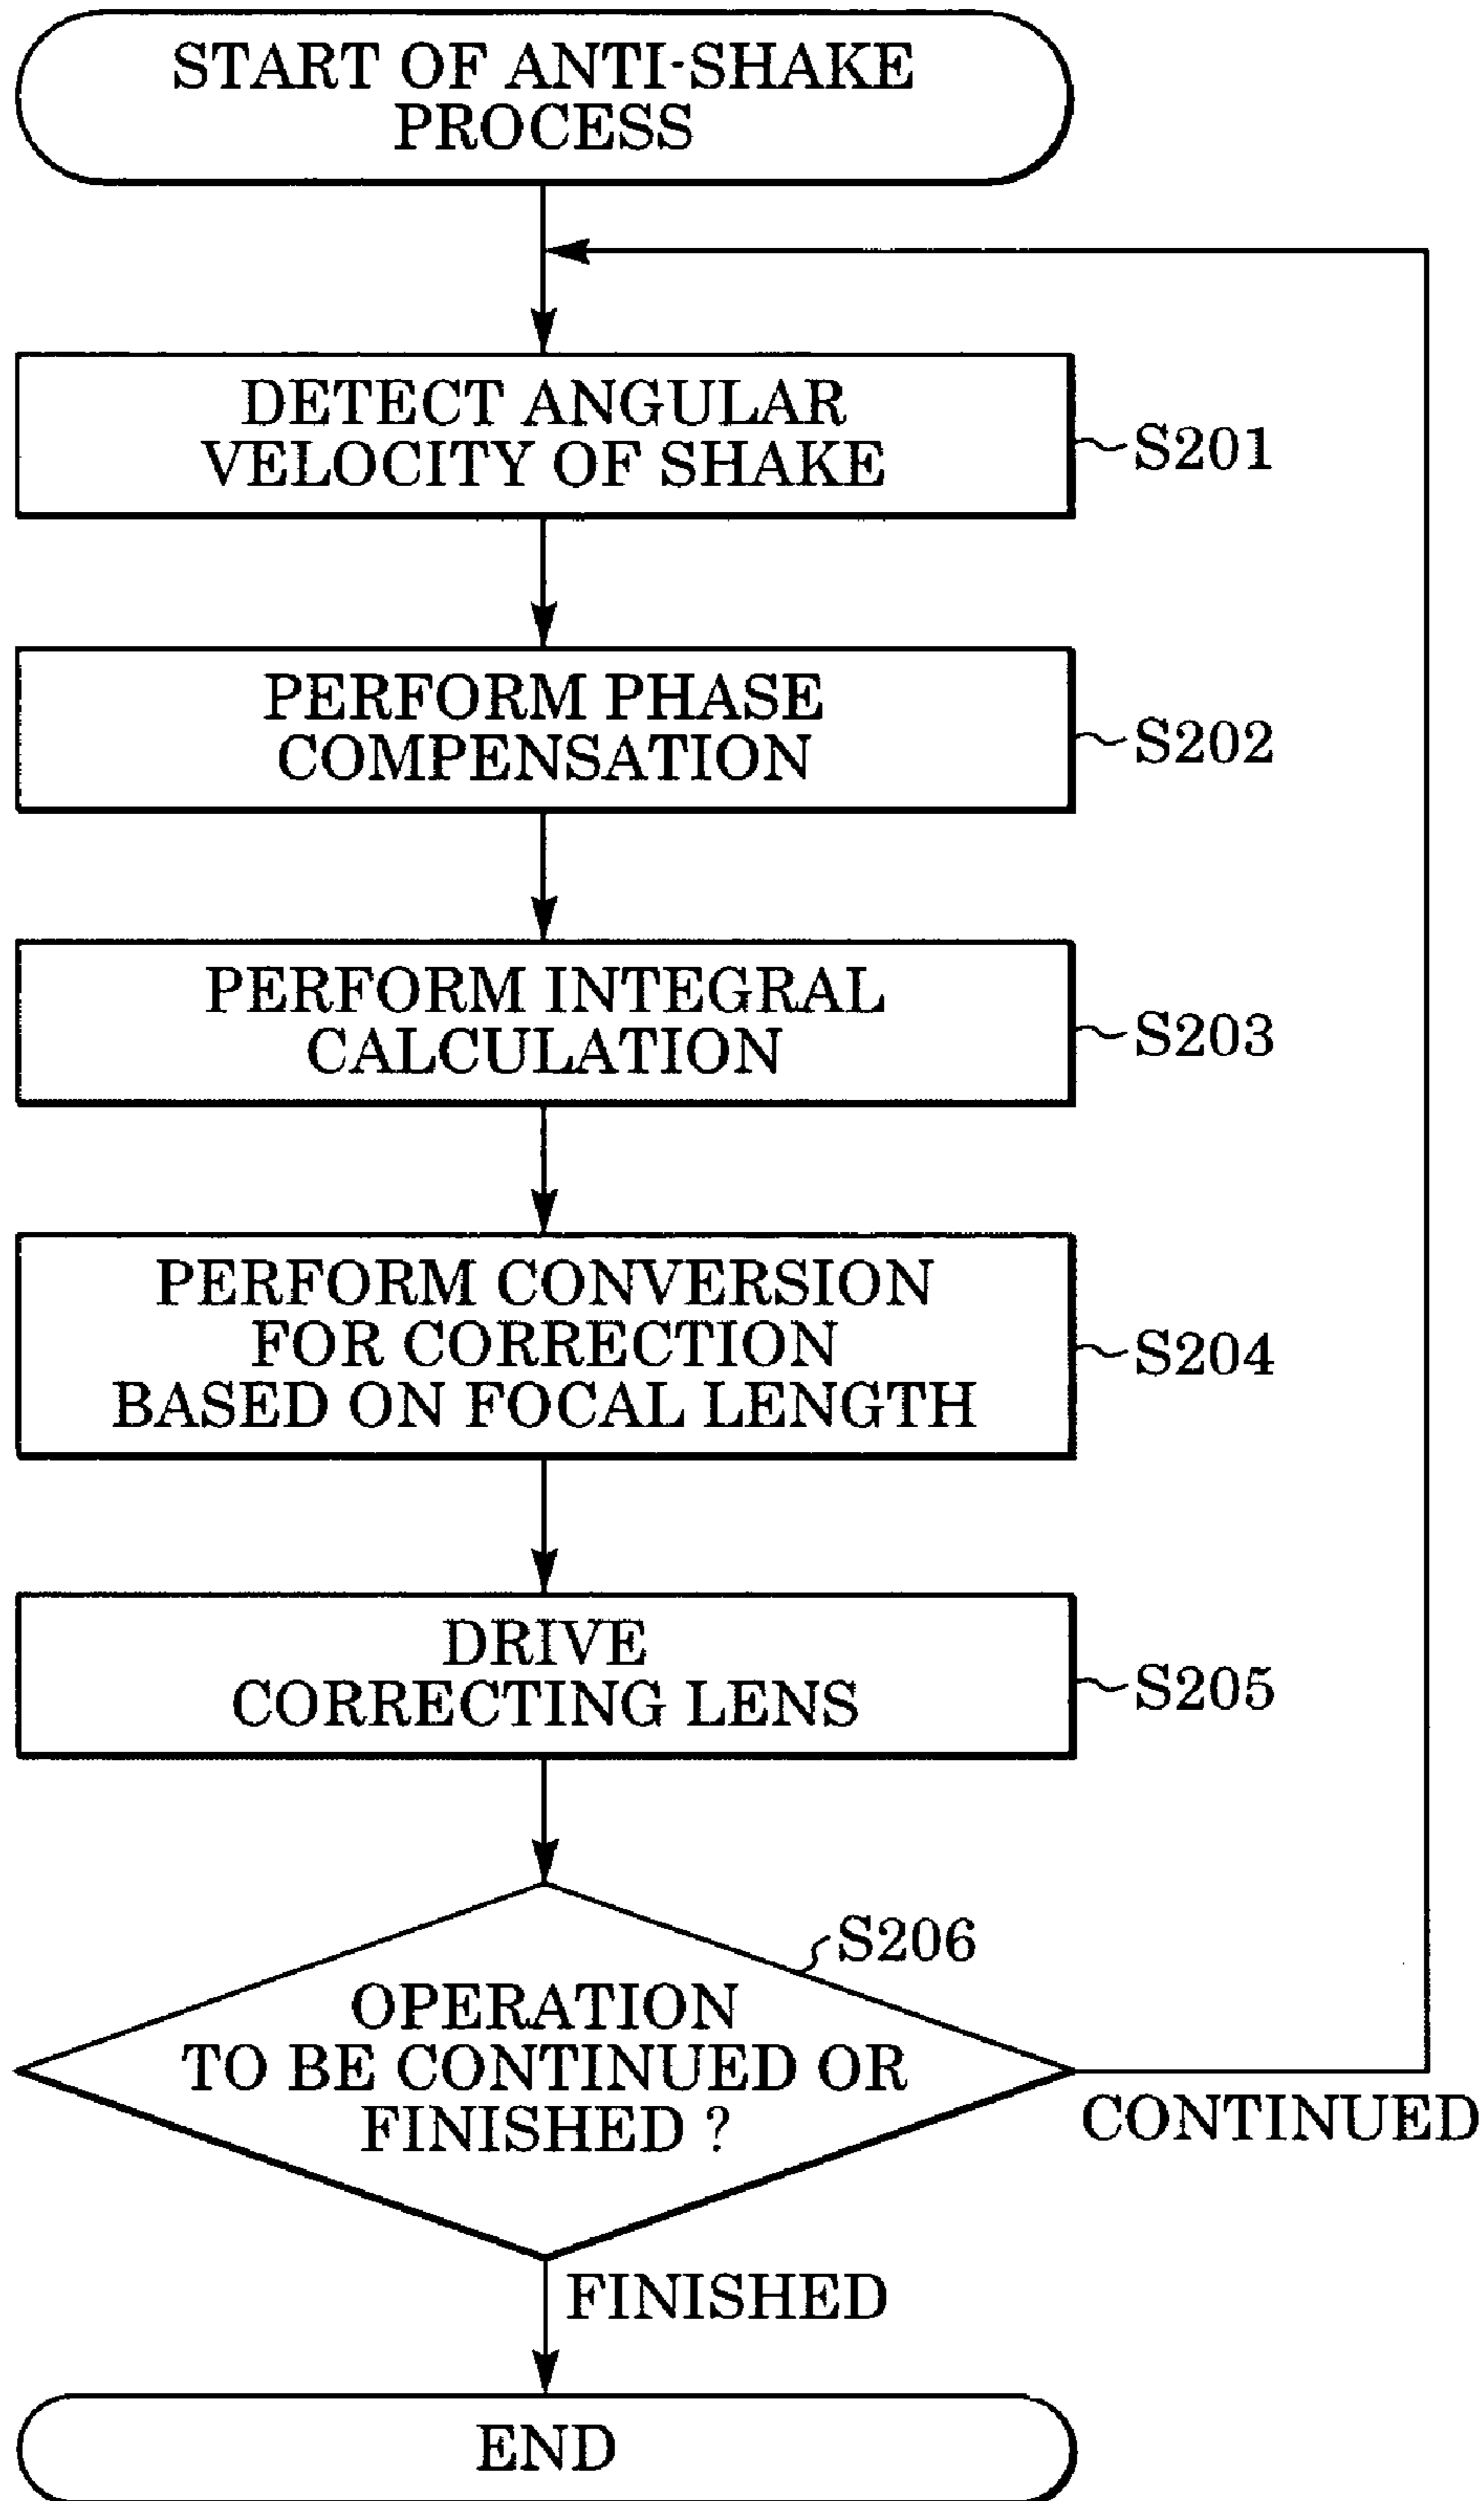 START OF ANTI-SHAKE
PROCESS
DETECT ANGULAR
VELOCITY OF SHAKE
S201
PERFORM PHASE
COMPENSATION
S202
PERFORM INTEGRAL
CALCULATION
S203
PERFORM CONVERSION
FOR CORRECTION
BASED ON FOCAL LENGTH
S204
DRIVE
CORRECTING LENS
S205
S206
OPERATION
TO BE CONTINUED OR
FINISHED ?
CONTINUED
FINISHED
END